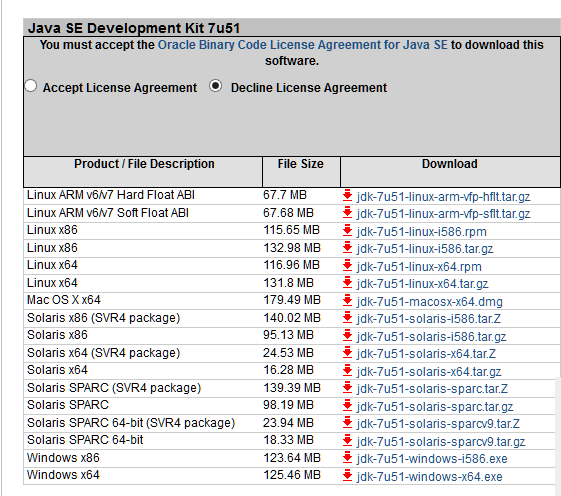 Java SE Development Kit 7u51
You must accept the Oracle Binary Code License Agreement for Java SE to download this
software.
Accept License Agreement Decline License Agreement
Product / File Description File Size Download
Linux ARM v6/v7 Hard Float ABI 67.7 MB jdk-7u51-linux-arm-vfp-hflt.tar.gz
Linux ARM v6/v7 Soft Float ABI 67.68 MB jdk-7u51-linux-arm-vfp-sflt.tar.gz
Linux x86 115.65 MB jdk-7u51-linux-i586.rpm
Linux x86 132.98 MB jdk-7u51-linux-i586.tar.gz
Linux x64 116.96 MB jdk-7u51-linux-x64.rpm
Linux x64 131.8 MB jdk-7u51-linux-x64.tar.gz
Mac OS X x64 179.49 MB jdk-7u51-macosx-x64.dmg
Solaris x86 (SVR4 package) 140.02 MB jdk-7u51-solaris-i586.tar.Z
Solaris x86 95.13 MB jdk-7u51-solaris-i586.tar.gz
Solaris x64 (SVR4 package) 24.53 MB jdk-7u51-solaris-x64.tar.Z
Solaris x64 16.28 MB jdk-7u51-solaris-x64.tar.gz
Solaris SPARC (SVR4 package) 139.39 MB jdk-7u51-solaris-sparc.tar.Z
Solaris SPARC 98.19 MB jdk-7u51-solaris-sparc.tar.gz
Solaris SPARC 64-bit (SVR4 package) 23.94 MB jdk-7u51-solaris-sparcv9.tar.Z
Solaris SPARC 64-bit 18.33 MB jdk-7u51-solaris-sparcv9.tar.gz
Windows x86 123.64 MB jdk-7u51-windows-i586.exe
Windows x64 125.46 MB jdk-7u51-windows-x64.exe